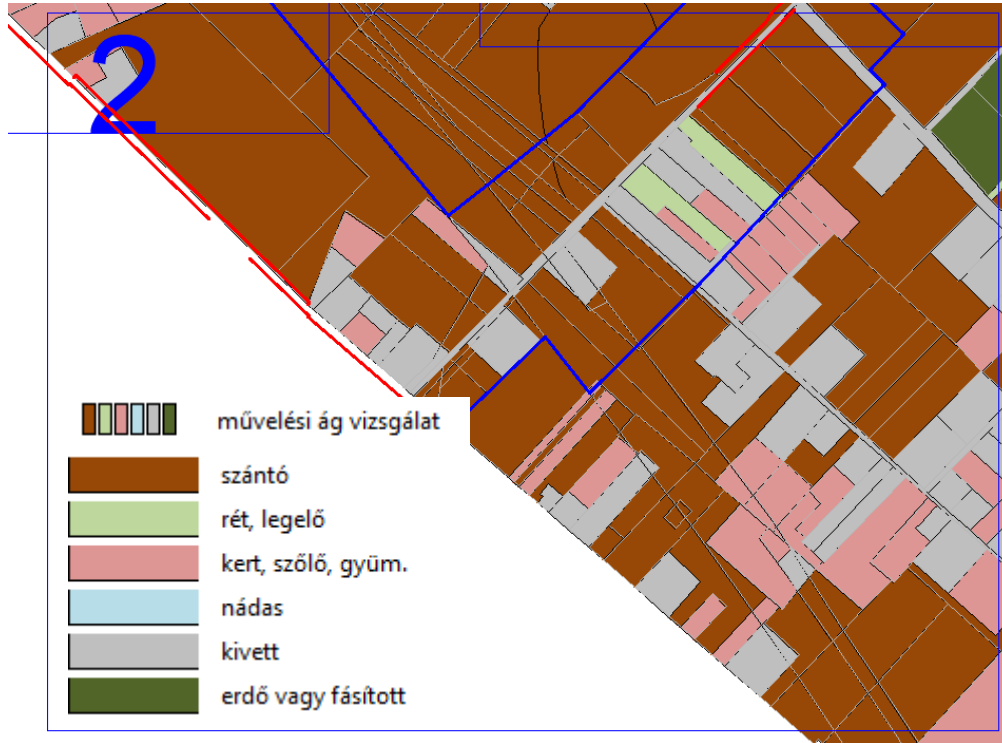 2
művelési ág vizsgálat
szántó
rét, legelő
kert, szőlő, gyüm.
nádas
kivett
erdő vagy fásított